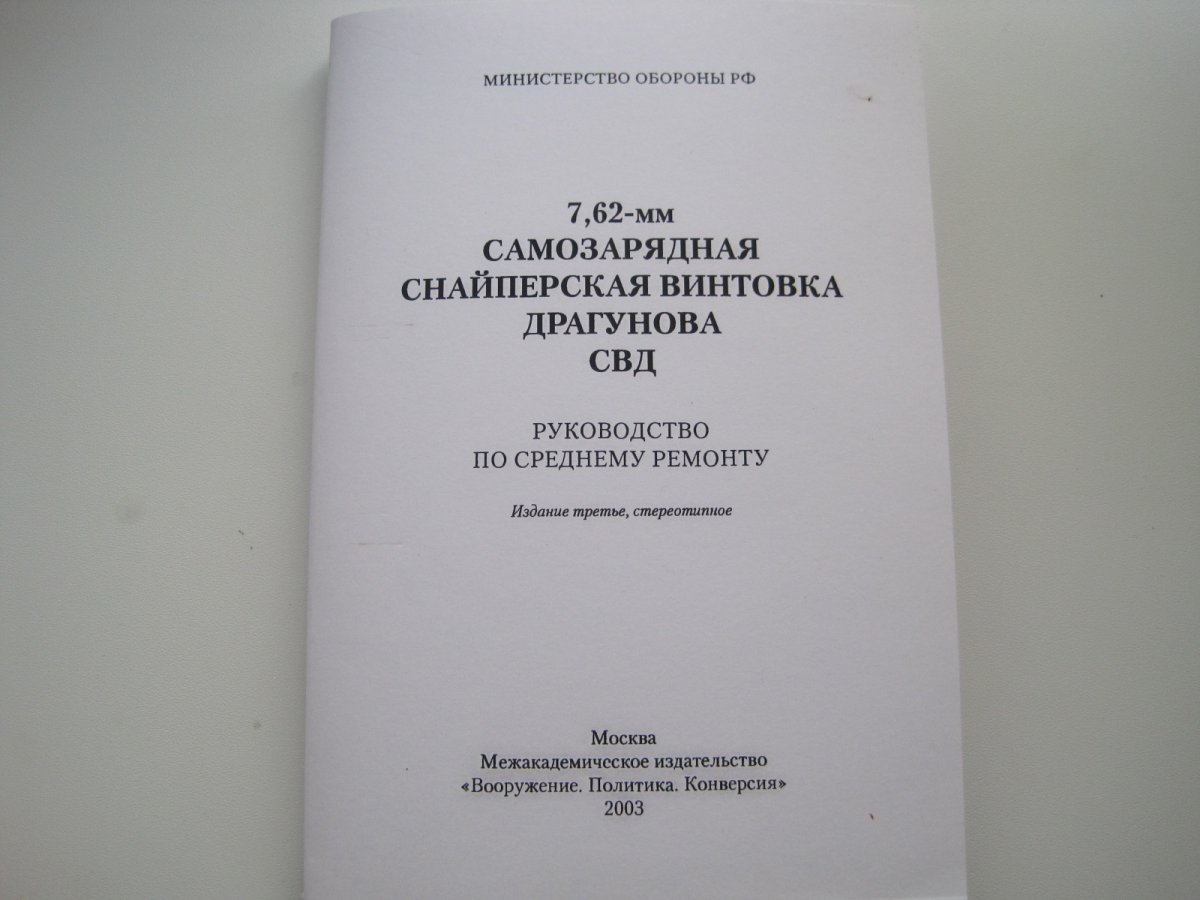 МИНИСТЕРСТВО ОБОРОНЫ РФ
7,62-мм
САМОЗАРЯДНАЯ
СНАЙПЕРСКАЯ ВИНТОВКА
ДРАГУНОВА
СВД
РУКОВОДСТВО
ПО СРЕДНЕМУ РЕМОНТУ
Издание третье, стереотипное
Москва
Межакадемическое издательство
«Вооружение. Политика. Конверсия»
2003